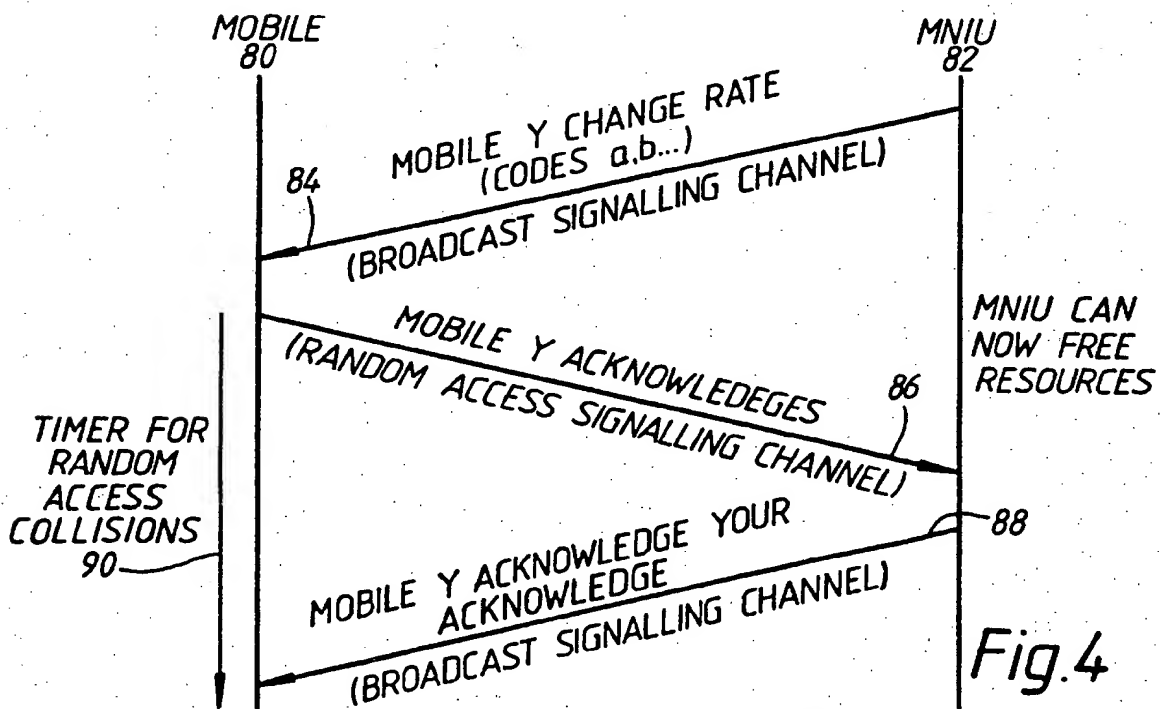 MOBILE
80
MNIU
82
MOBILE Y CHANGE RATE
(CODES a,b...)
84
(BROADCAST SIGNALLING CHANNEL)
MOBILE Y ACKNOWLEDEGES
(RANDOM ACCESS SIGNALLING CHANNEL)
86
MNIU CAN
NOW FREE
RESOURCES
TIMER FOR
RANDOM
ACCESS
COLLISIONS
90
88
MOBILE Y ACKNOWLEDGE YOUR
ACKNOWLEDGE
(BROADCAST SIGNALLING CHANNEL)
Fig.4